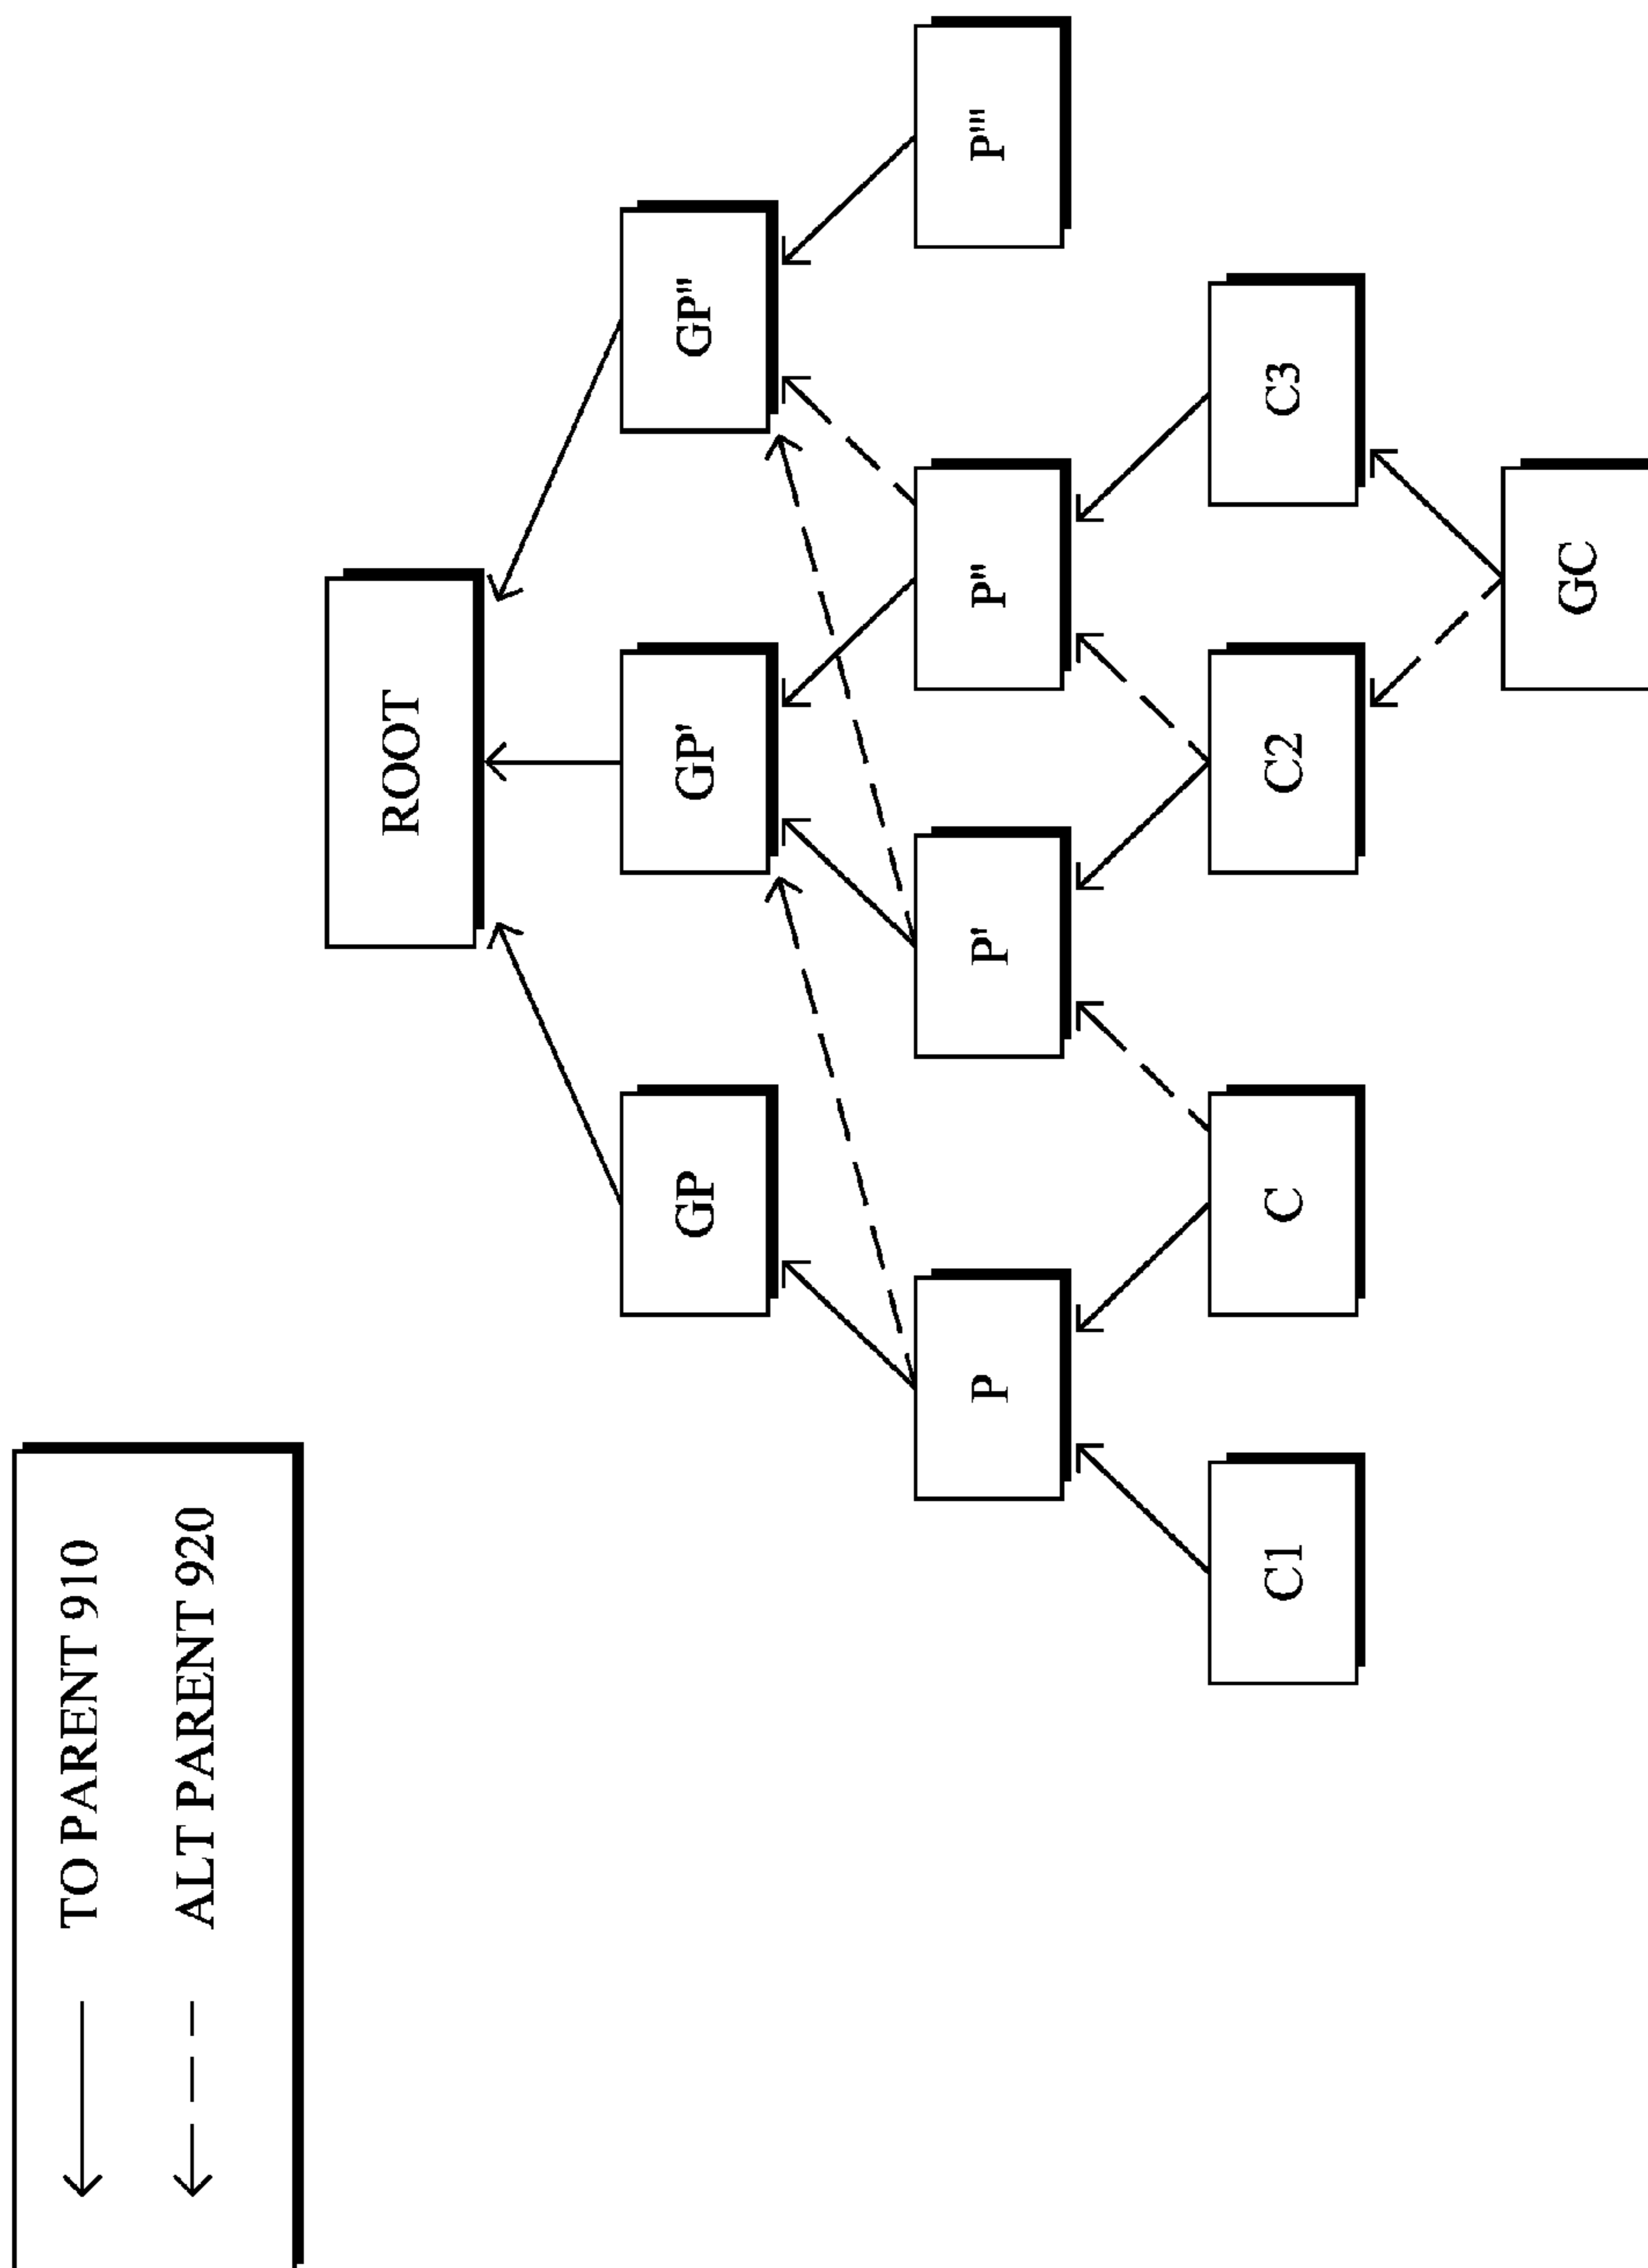 TO PARENT 910
ALT PARENT 920
ROOT
GP
GP'
GP"
P
P'
P"
P'"
C1
C
C2
C3
GC